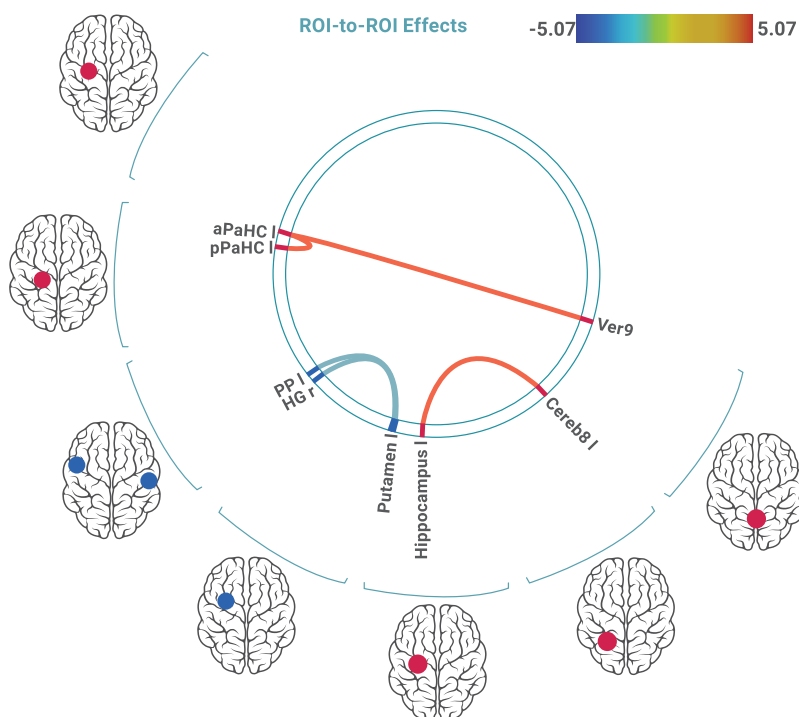 ROI-to-ROI Effects
-5.07
5.07
aPaHC l
pPaHC l
Ver9
PP l
HG r
Cereb8 l
Putamen l
Hippocampus l